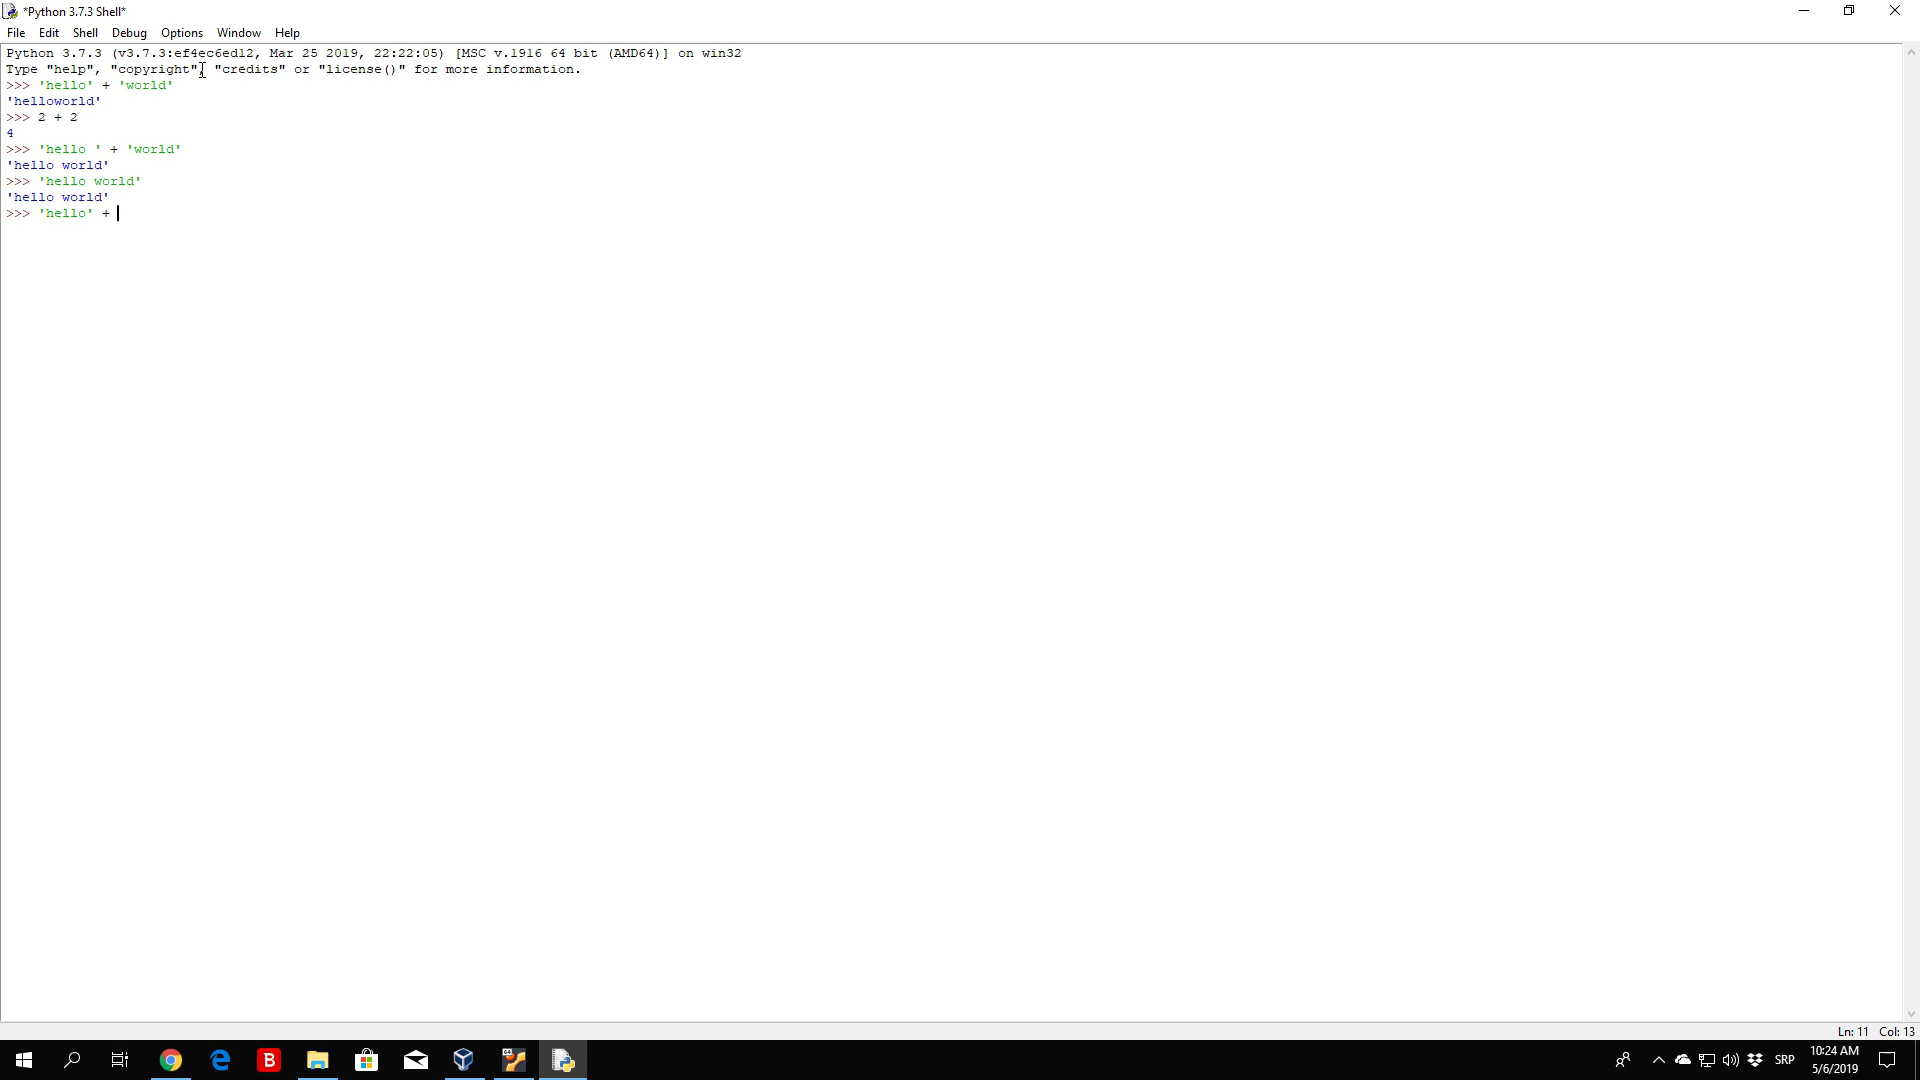 *Python 3.7.3 Shell*
File Edit Shell Debug Options Window Help
Python 3.7.3 (v3.7.3:ef4ec6ed12, Mar 25 2019, 22:22:05) [MSC v.1916 64 bit (AMD64)] on win32
Type "help", "copyright", "credits" or "license()" for more information.
>>> 'hello' + 'world'
'helloworld'
>>> 2 + 2
4
>>> 'hello ' + 'world'
'hello world'
>>> 'hello world'
'hello world'
>>> 'hello' +
Ln: 11 Col: 13
B 64 SRP 10:24 AM
5/6/2019